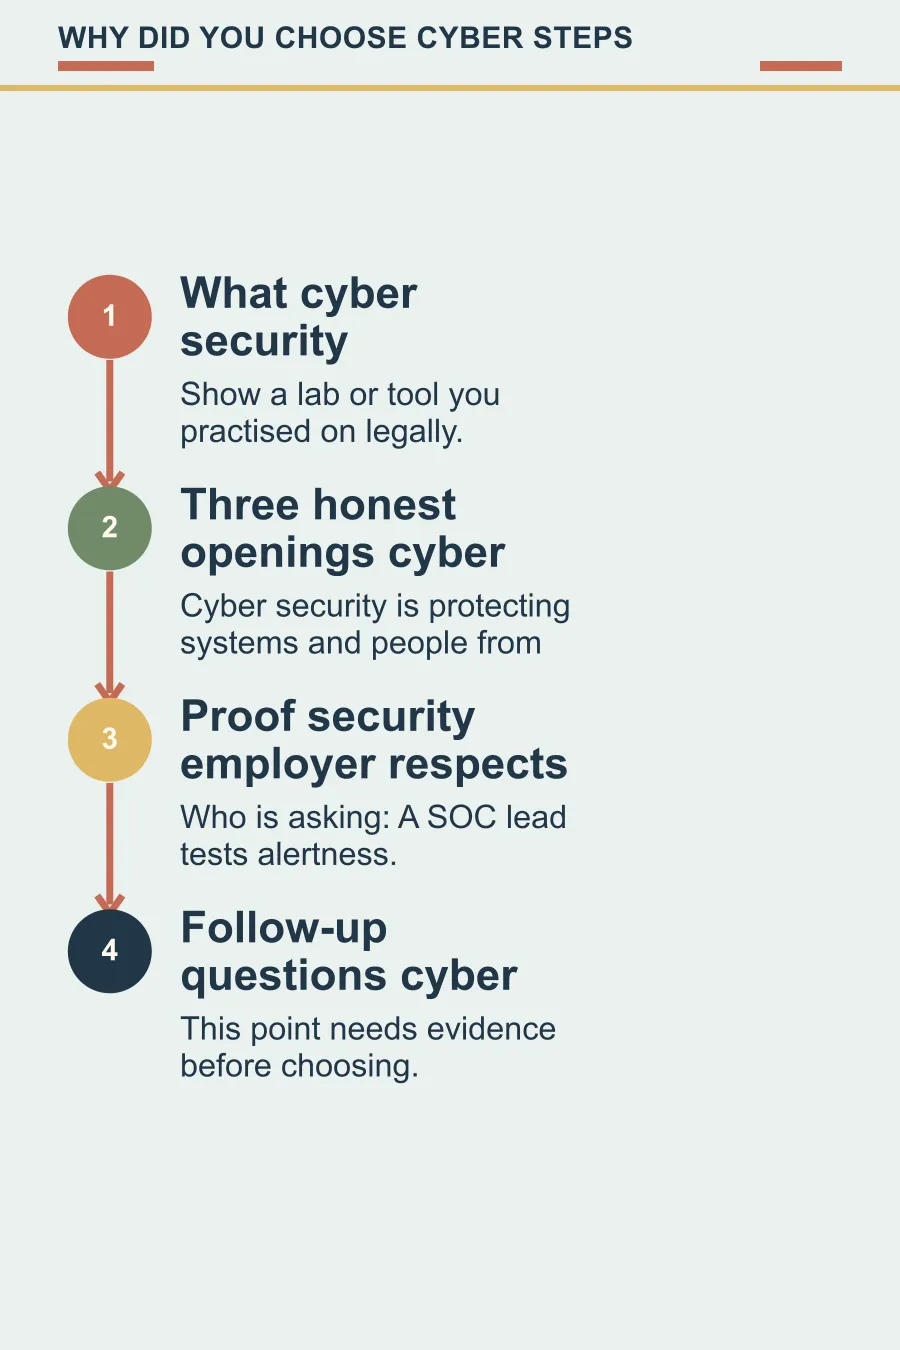 WHY DID YOU CHOOSE CYBER STEPS
1
What cyber
security
Show a lab or tool you
practised on legally.
2
Three honest
openings cyber
Cyber security is protecting
systems and people from
3
Proof security
employer respects
Who is asking: A SOC lead
tests alertness.
4
Follow-up
questions cyber
This point needs evidence
before choosing.